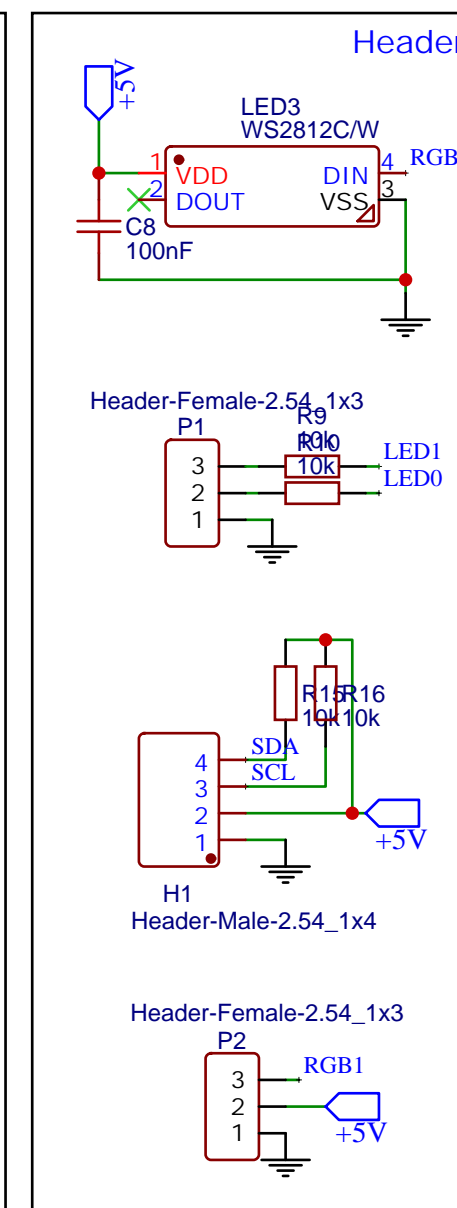 Header
+5V
LED3
WS2812C/W
1
VDD
DIN
4
RGB
2
DOUT
VSS
3
C8
100nF
Header-Female-2.54_1x3
P1
R9
10k
R10
10k
3
LED1
2
LED0
1
R15
R16
10k
10k
SDA
4
SCL
3
2
+5V
1
H1
Header-Male-2.54_1x4
Header-Female-2.54_1x3
P2
RGB1
3
2
1
+5V